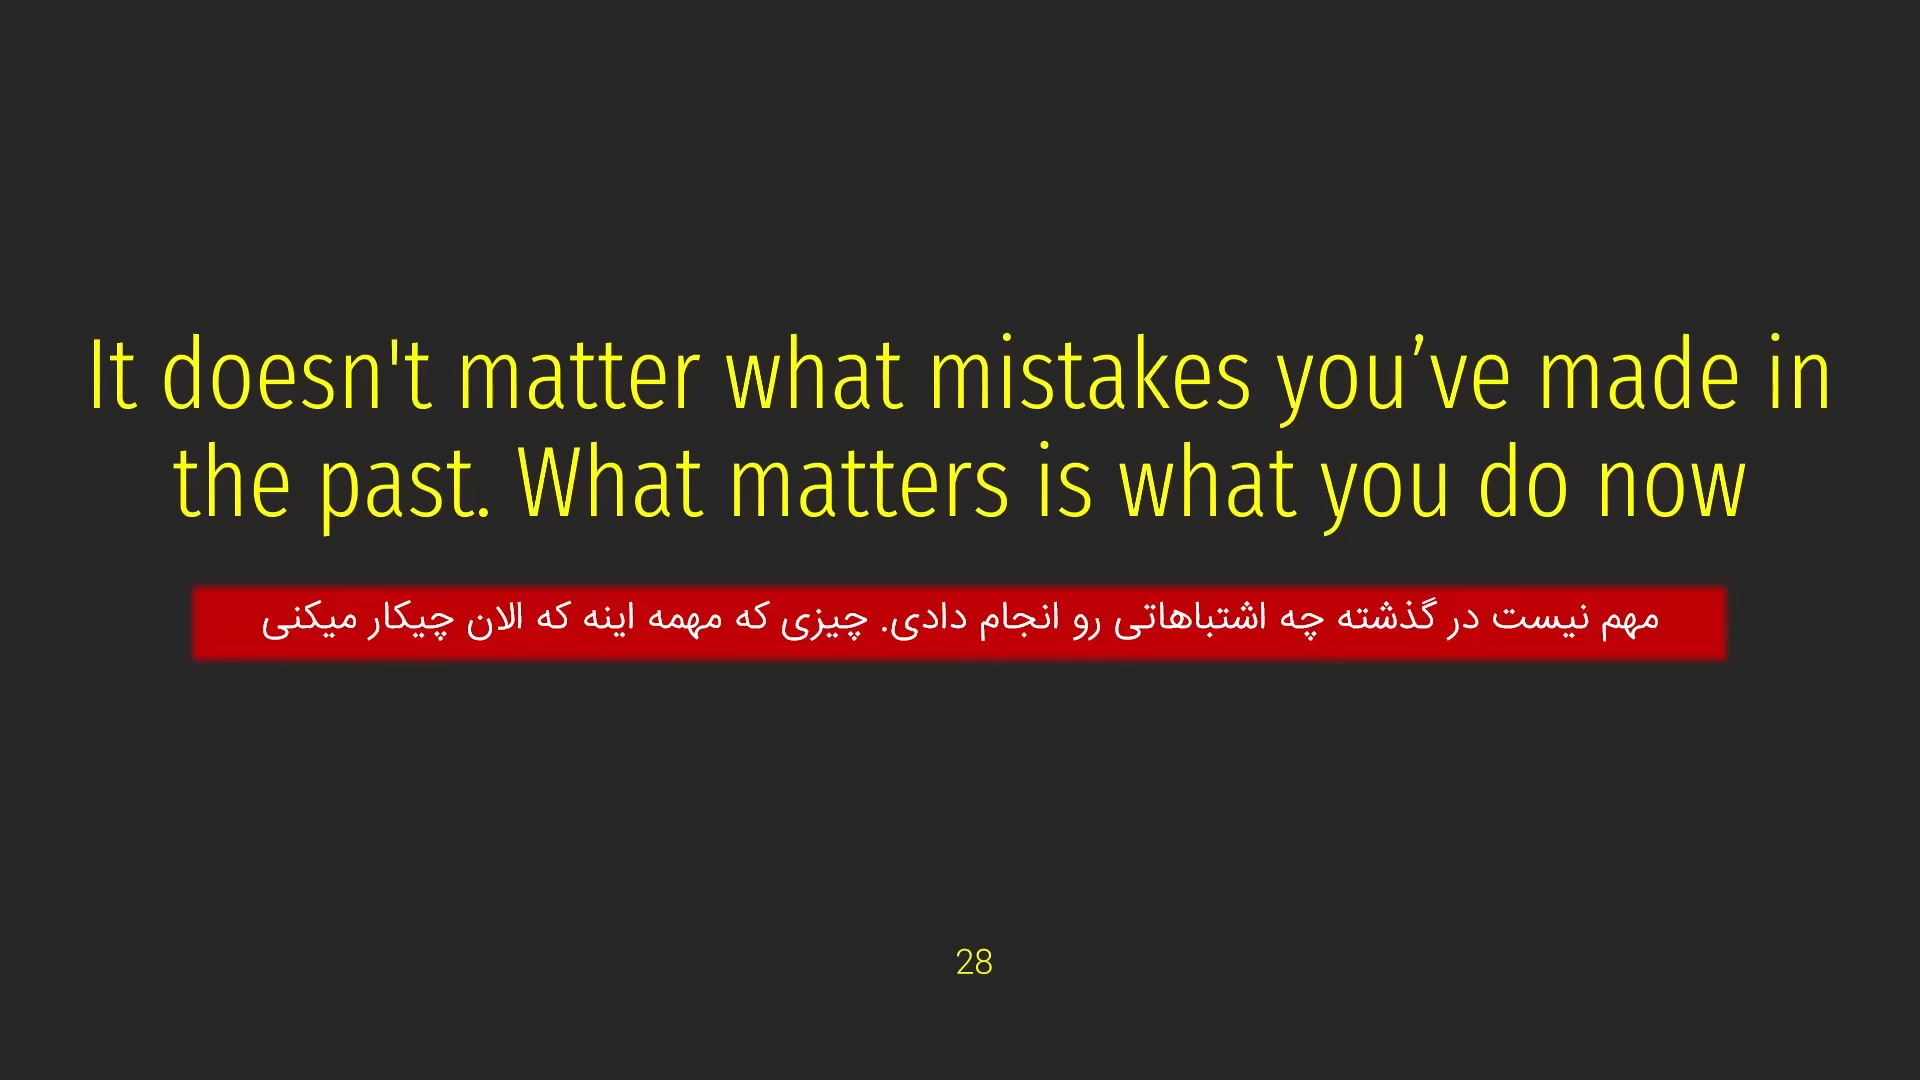 It doesn't matter what mistakes you’ve made in
the past. What matters is what you do now
مهم نیست در گذشته چه اشتباهاتی رو انجام دادی. چیزی که مهمه اینه که الان چیکار میکنی
28